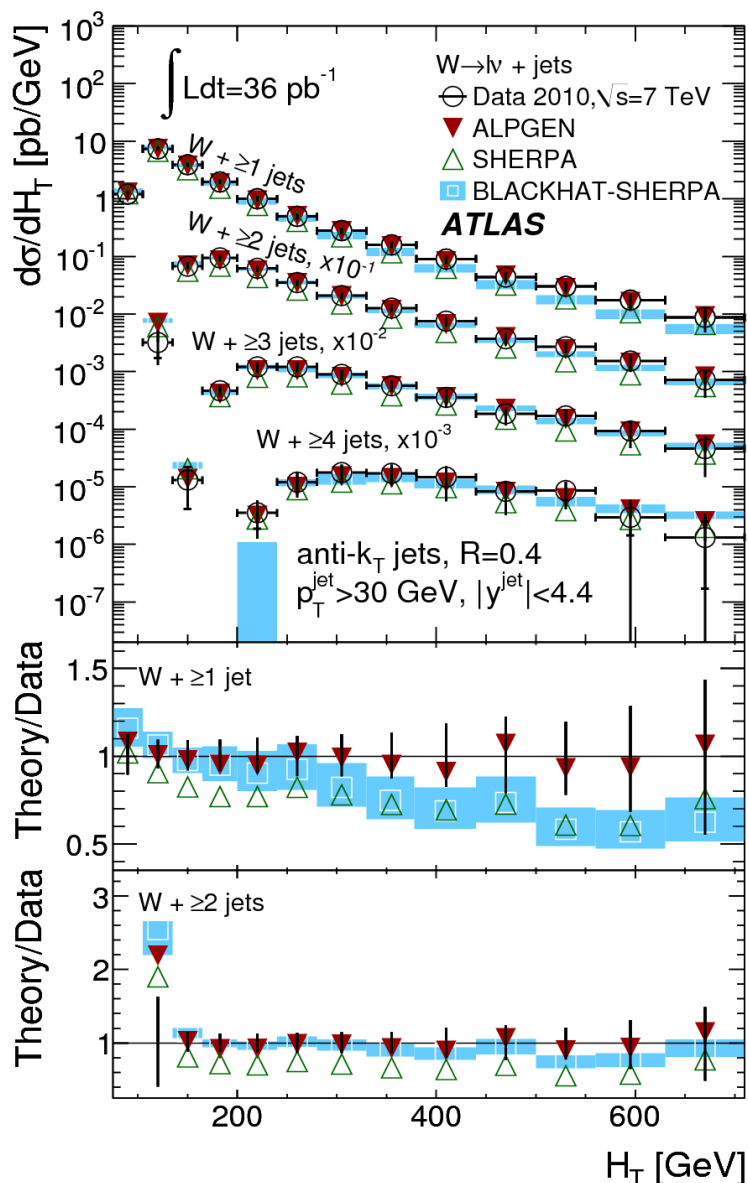 dσ/dH_T [pb/GeV]
10³
10²
10
1
10⁻¹
10⁻²
10⁻³
10⁻⁴
10⁻⁵
10⁻⁶
10⁻⁷
∫ Ldt=36 pb⁻¹
W→lν + jets
Data 2010,√s=7 TeV
ALPGEN
SHERPA
BLACKHAT-SHERPA
ATLAS
W + ≥1 jets
W + ≥2 jets, x10⁻¹
W + ≥3 jets, x10⁻²
W + ≥4 jets, x10⁻³
anti-k_T jets, R=0.4
p_T^jet>30 GeV, |y^jet|<4.4
Theory/Data
1.5
1
0.5
W + ≥1 jet
Theory/Data
3
2
1
W + ≥2 jets
200
400
600
H_T [GeV]